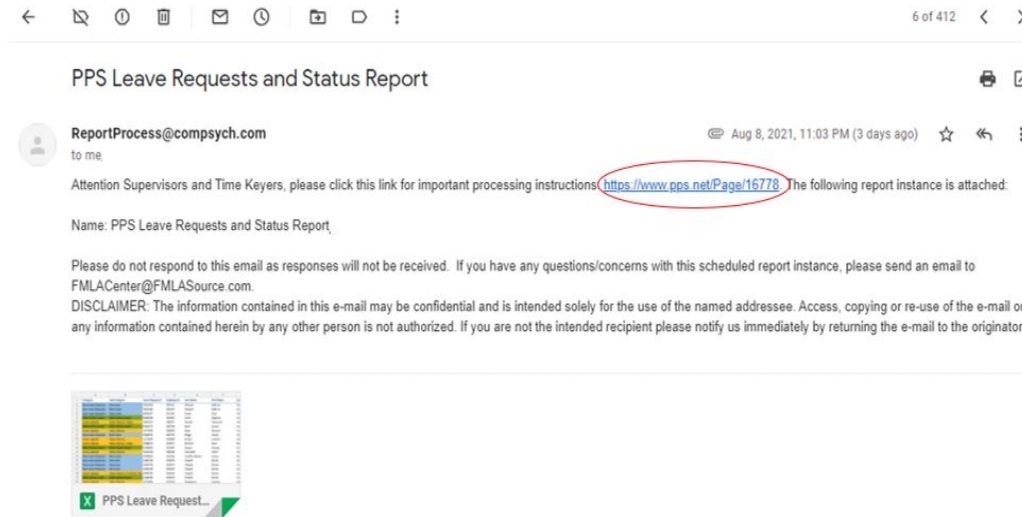 6 of 412
PPS Leave Requests and Status Report
ReportProcess@compsych.com
Aug 8, 2021, 11:03 PM (3 days ago)
to me
Attention Supervisors and Time Keyers, please click this link for important processing instructions https://www.pps.net/Page/16778. The following report instance is attached:
Name: PPS Leave Requests and Status Report
Please do not respond to this email as responses will not be received. If you have any questions/concerns with this scheduled report instance, please send an email to
FMLACenter@FMLASource.com.
DISCLAIMER: The information contained in this e-mail may be confidential and is intended solely for the use of the named addressee. Access, copying or re-use of the e-mail or
any information contained herein by any other person is not authorized. If you are not the intended recipient please notify us immediately by returning the e-mail to the originator
X PPS Leave Request...